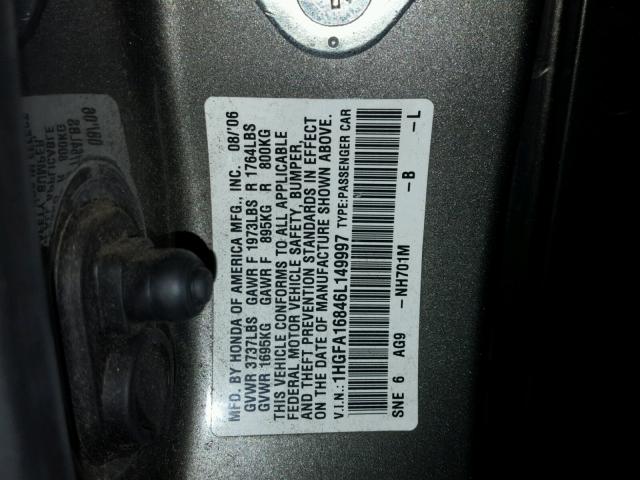 MFD. BY HONDA OF AMERICA MFG., INC. 08/'06
GVWR 3737LBS GAWR F 1973LBS R 1764LBS
GVWR 1695KG GAWR F 895KG R 800KG
THIS VEHICLE CONFORMS TO ALL APPLICABLE
FEDERAL MOTOR VEHICLE SAFETY, BUMPER,
AND THEFT PREVENTION STANDARDS IN EFFECT
ON THE DATE OF MANUFACTURE SHOWN ABOVE.
V.I.N.: 1HGFA16846L149997 TYPE:PASSENGER CAR
SNE 6 AG9 -NH701M -B -L